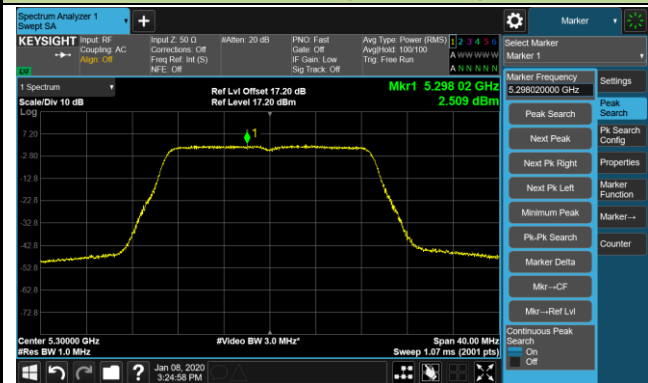 Spectrum Analyzer 1
Swept SA
+
Marker
KEYSIGHT
Input: RF
Coupling: AC
Align: Off
Input Z: 50 Ω
Corrections: Off
Freq Ref: Int (S)
NFE: Off
#Atten: 20 dB
PNO: Fast
Gate: Off
IF Gain: Low
Sig Track: Off
Avg Type: Power (RMS)
Avg|Hold: 100/100
Trig: Free Run
1 2 3 4 5 6
A W W W W W
A N N N N N
Select Marker
Marker 1
1 Spectrum
Scale/Div 10 dB
Log
Ref Lvl Offset 17.20 dB
Ref Level 17.20 dBm
Mkr1 5.298 02 GHz
2.509 dBm
7.20
-2.80
-12.8
-22.8
-32.8
-42.8
-52.8
-62.8
-72.8
1
Center 5.30000 GHz
#Res BW 1.0 MHz
#Video BW 3.0 MHz*
Span 40.00 MHz
Sweep 1.07 ms (2001 pts)
Marker Frequency
5.298020000 GHz
Peak Search
Next Peak
Next Pk Right
Next Pk Left
Minimum Peak
Pk-Pk Search
Marker Delta
Mkr→CF
Mkr→Ref Lvl
Continuous Peak
Search
On
Off
Settings
Peak
Search
Pk Search
Config
Properties
Marker
Function
Marker→
Counter
?
Jan 08, 2020
3:24:58 PM